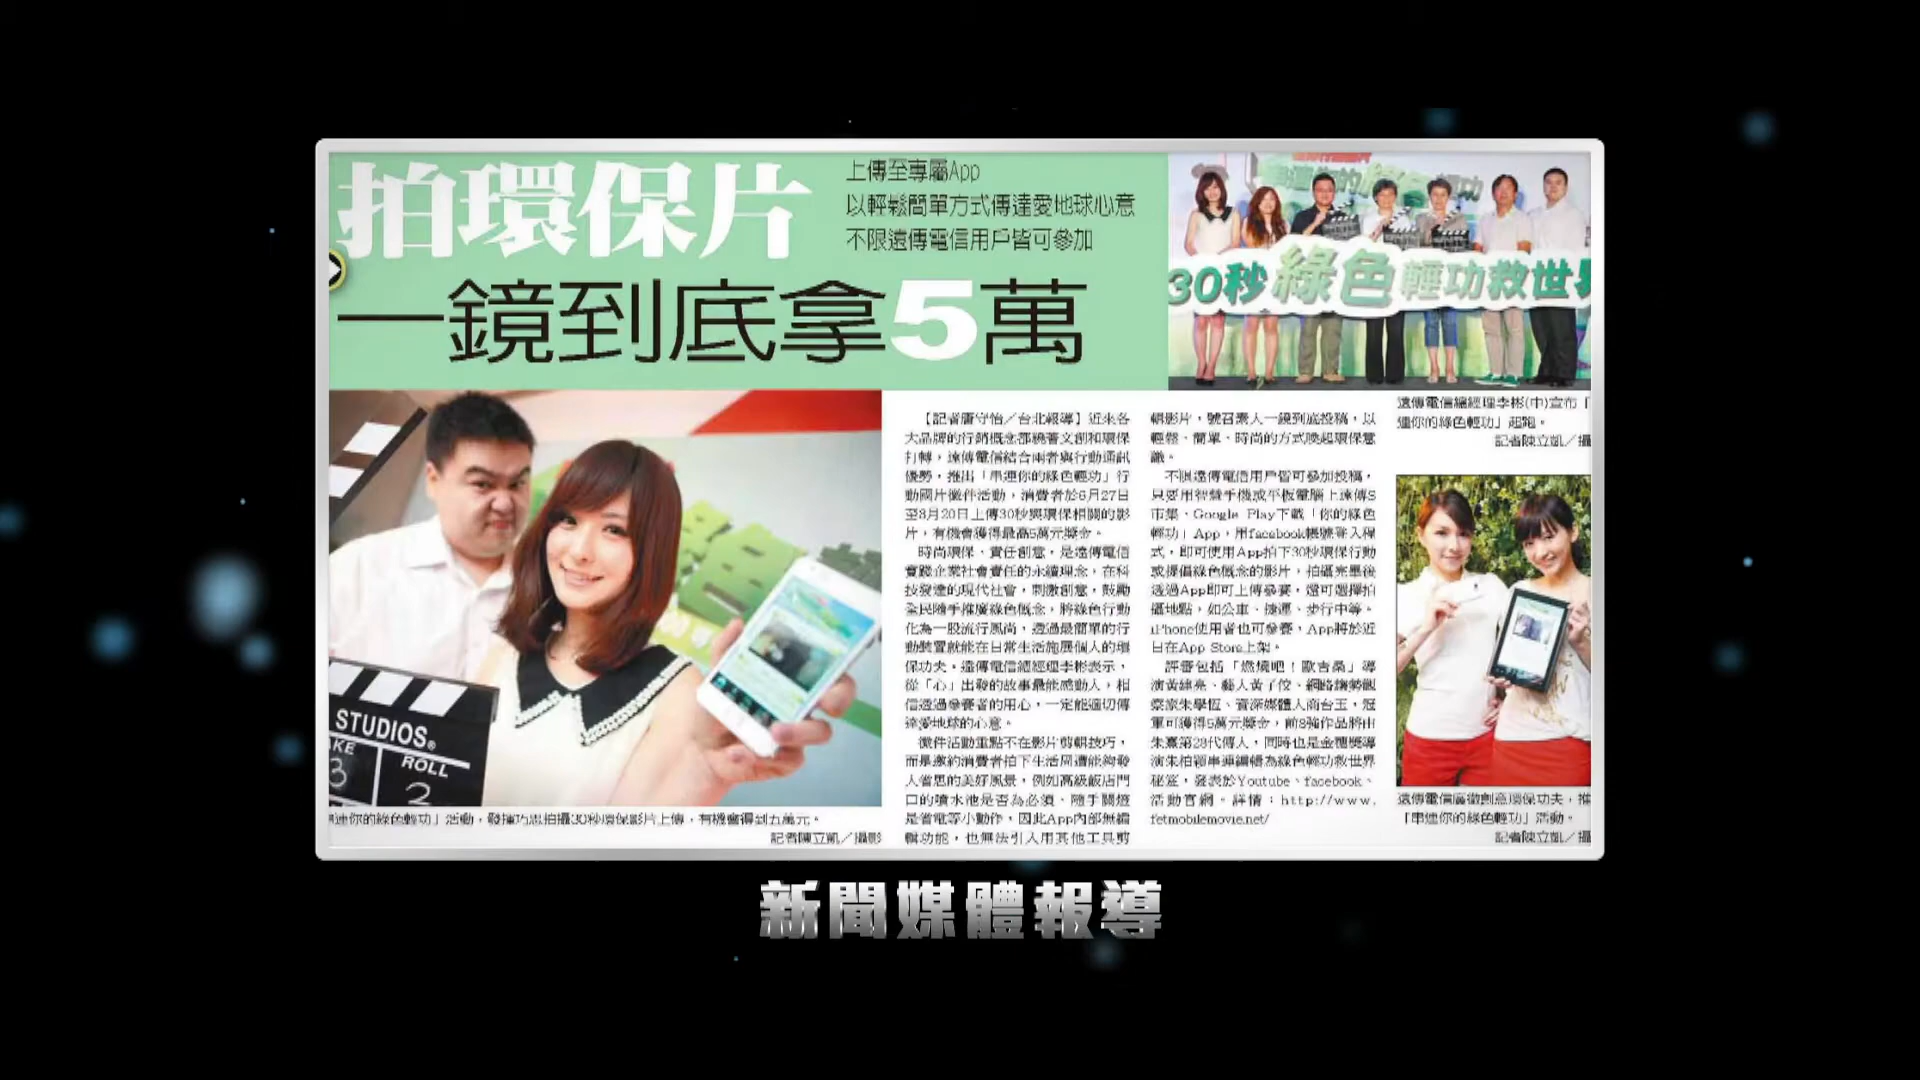 拍環保片
上傳至專屬App
以輕鬆簡單方式傳達愛地球心意
不限遠傳電信用戶皆可參加
一鏡到底拿5萬
30秒綠色輕功救世界
遠傳電信總經理李彬(中)宣布「
連你的綠色輕功」起跑。
記者陳立凱／攝
STUDIOS
ROLL
3
2
連你的綠色輕功」活動，發揮巧思拍攝30秒環保影片上傳，有機會得到五萬元。
記者陳立凱／攝影
【記者唐守怡／台北報導】近來各
大品牌的行銷概念都繞著文創和環保
打轉，遠傳電信結合兩者與行動通訊
優勢，推出「串連你的綠色輕功」行
動國片徵件活動，消費者於6月27日
至8月20日上傳30秒與環保相關的影
片，有機會獲得最高5萬元獎金。
時尚環保、責任創意，是遠傳電信
實踐企業社會責任的永續理念，在科
技發達的現代社會，刺激創意，鼓勵
全民隨手推廣綠色概念，將綠色行動
化為一股流行風尚，透過最簡單的行
動裝置就能在日常生活施展個人的環
保功夫。遠傳電信總經理李彬表示，
從「心」出發的故事最能感動人，相
信透過參賽者的用心，一定能適切傳
達愛地球的心意。
徵件活動重點不在影片剪輯技巧，
而是邀約消費者拍下生活周遭能夠發
人省思的美好風景，例如高級飯店門
口的噴水池是否為必須、隨手關燈
是省電等小動作，因此App內部無編
輯功能，也無法引入用其他工具剪
輯影片，號召素人一鏡到底投稿，以
輕鬆、簡單、時尚的方式喚起環保意
識。
不限遠傳電信用戶皆可參加投稿，
只要用智慧手機或平板電腦上遠傳S
市集、Google Play下載「你的綠色
輕功」App，用facebook帳號登入程
式，即可使用App拍下30秒環保行動
或提倡綠色概念的影片，拍攝完畢後
透過App即可上傳參賽，還可選擇拍
攝地點，如公車、捷運、步行中等。
iPhone使用者也可參賽，App將於近
日在App Store上架。
評審包括「燃燒吧！歐吉桑」導
演黃建亮、藝人黃子佼、網路趨勢觀
察家朱學恆、資深媒體人商台玉，冠
軍可獲得5萬元獎金，前8強作品將由
朱熹第28代傳人，同時也是金穗獎導
演朱柏穎串連編輯為綠色輕功救世界
秘笈，發表於Youtube、facebook、
活動官網。詳情：http://www.
fetmobilemovie.net/
遠傳電信廣徵創意環保功夫，推
「串連你的綠色輕功」活動。
記者陳立凱／攝
新聞媒體報導